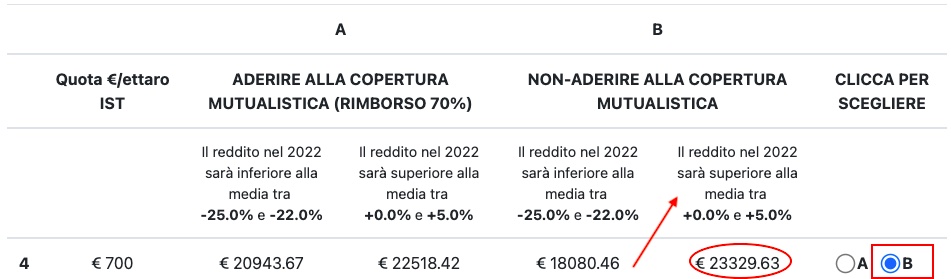 A B
Quota €/ettaro IST ADERIRE ALLA COPERTURA MUTUALISTICA (RIMBORSO 70%) NON-ADERIRE ALLA COPERTURA MUTUALISTICA CLICCA PER SCEGLIERE
Il reddito nel 2022
sarà inferiore alla
media tra
-25.0% e -22.0%
Il reddito nel 2022
sarà superiore alla
media tra
+0.0% e +5.0%
Il reddito nel 2022
sarà inferiore alla
media tra
-25.0% e -22.0%
Il reddito nel 2022
sarà superiore alla
media tra
+0.0% e +5.0%
4 € 700 € 20943.67 € 22518.42 € 18080.46 € 23329.63 A B